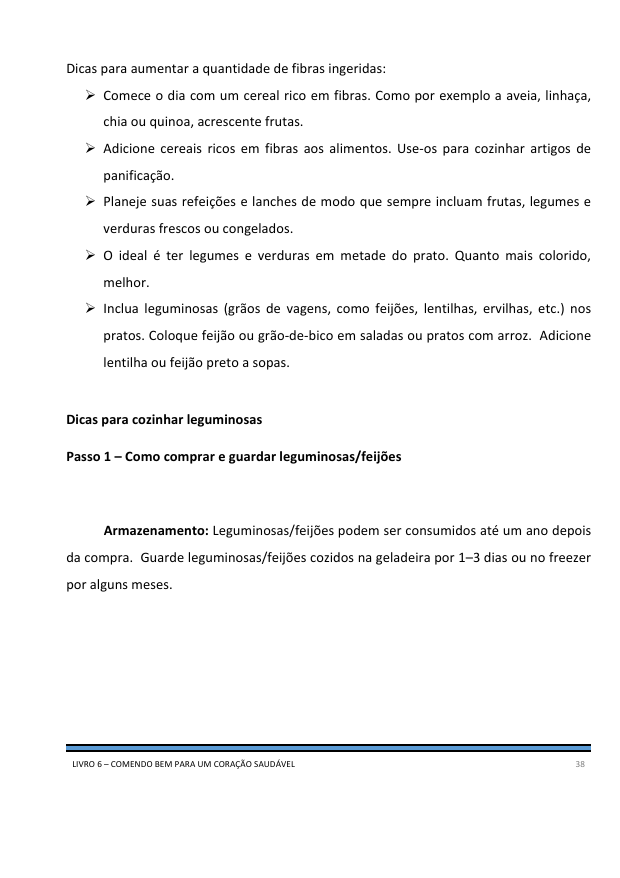 Dicas para aumentar a quantidade de fibras ingeridas:
➢ Comece o dia com um cereal rico em fibras. Como por exemplo a aveia, linhaça,
chia ou quinoa, acrescente frutas.
➢ Adicione cereais ricos em fibras aos alimentos. Use-os para cozinhar artigos de
panificação.
➢ Planeje suas refeições e lanches de modo que sempre incluam frutas, legumes e
verduras frescos ou congelados.
➢ O ideal é ter legumes e verduras em metade do prato. Quanto mais colorido,
melhor.
➢ Inclua leguminosas (grãos de vagens, como feijões, lentilhas, ervilhas, etc.) nos
pratos. Coloque feijão ou grão-de-bico em saladas ou pratos com arroz.  Adicione
lentilha ou feijão preto a sopas.
Dicas para cozinhar leguminosas
Passo 1 – Como comprar e guardar leguminosas/feijões
Armazenamento: Leguminosas/feijões podem ser consumidos até um ano depois
da compra.  Guarde leguminosas/feijões cozidos na geladeira por 1–3 dias ou no freezer
por alguns meses.
LIVRO 6 – COMENDO BEM PARA UM CORAÇÃO SAUDÁVEL 38